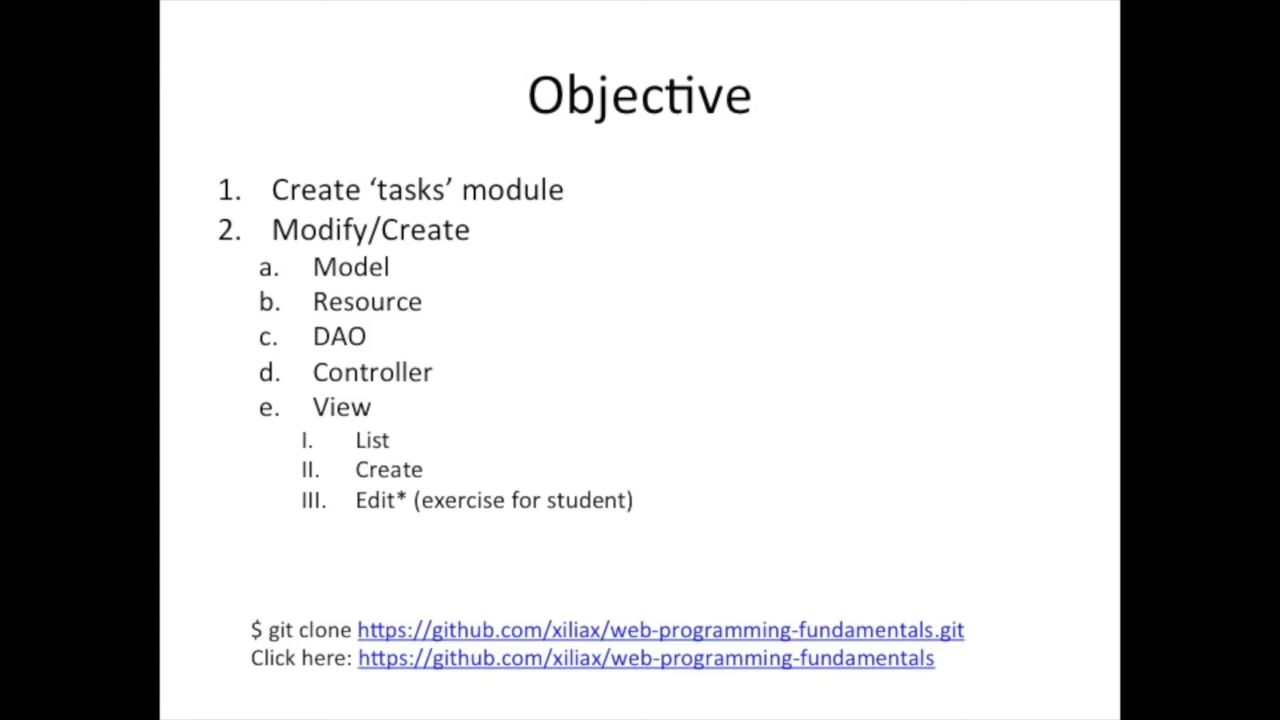 Objective
1. Create ‘tasks’ module
2. Modify/Create
a. Model
b. Resource
c. DAO
d. Controller
e. View
I. List
II. Create
III. Edit* (exercise for student)
$ git clone https://github.com/xiliax/web-programming-fundamentals.git
Click here: https://github.com/xiliax/web-programming-fundamentals